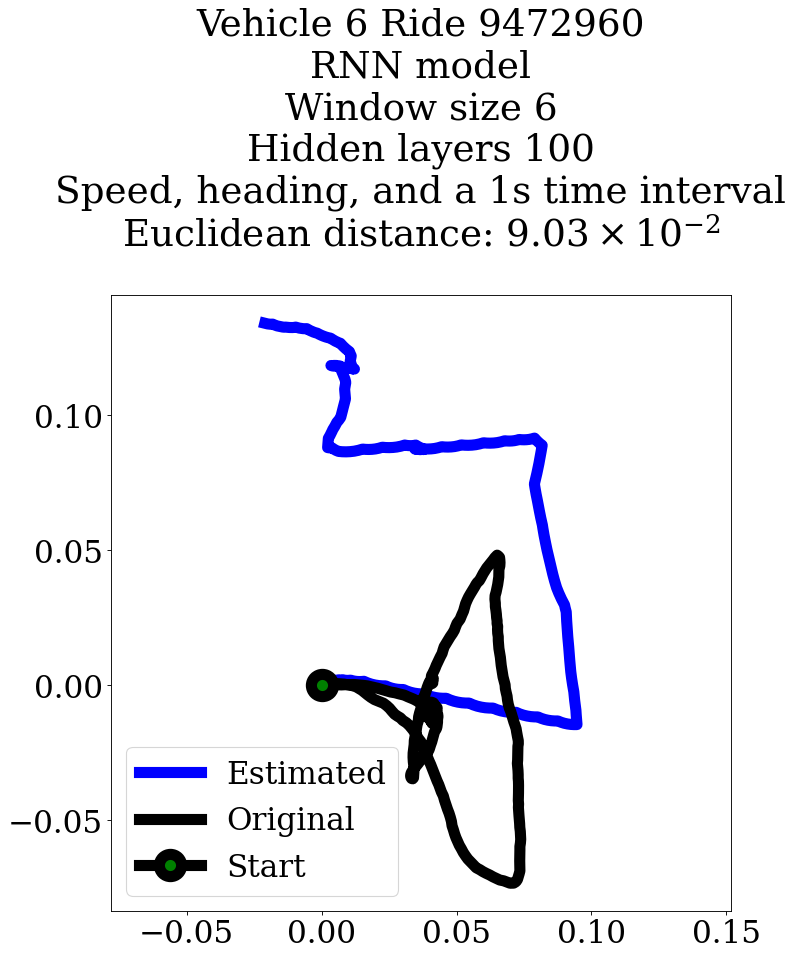 Vehicle 6 Ride 9472960
RNN model
Window size 6
Hidden layers 100
Speed, heading, and a 1s time interval
Euclidean distance: 9.03 × 10⁻²
0.10
0.05
0.00
−0.05
Estimated
Original
Start
−0.05 0.00 0.05 0.10 0.15